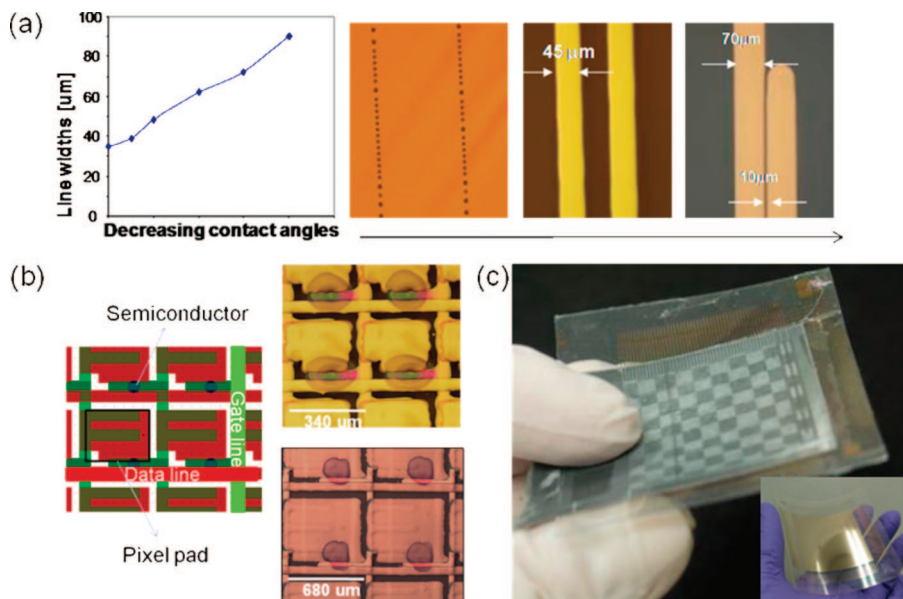 (a)
Line widths [um]
100
80
60
40
20
0
Decreasing contact angles
45 μm
70μm
10μm
(b)
Semiconductor
Gate line
Data line
Pixel pad
340 um
680 um
(c)